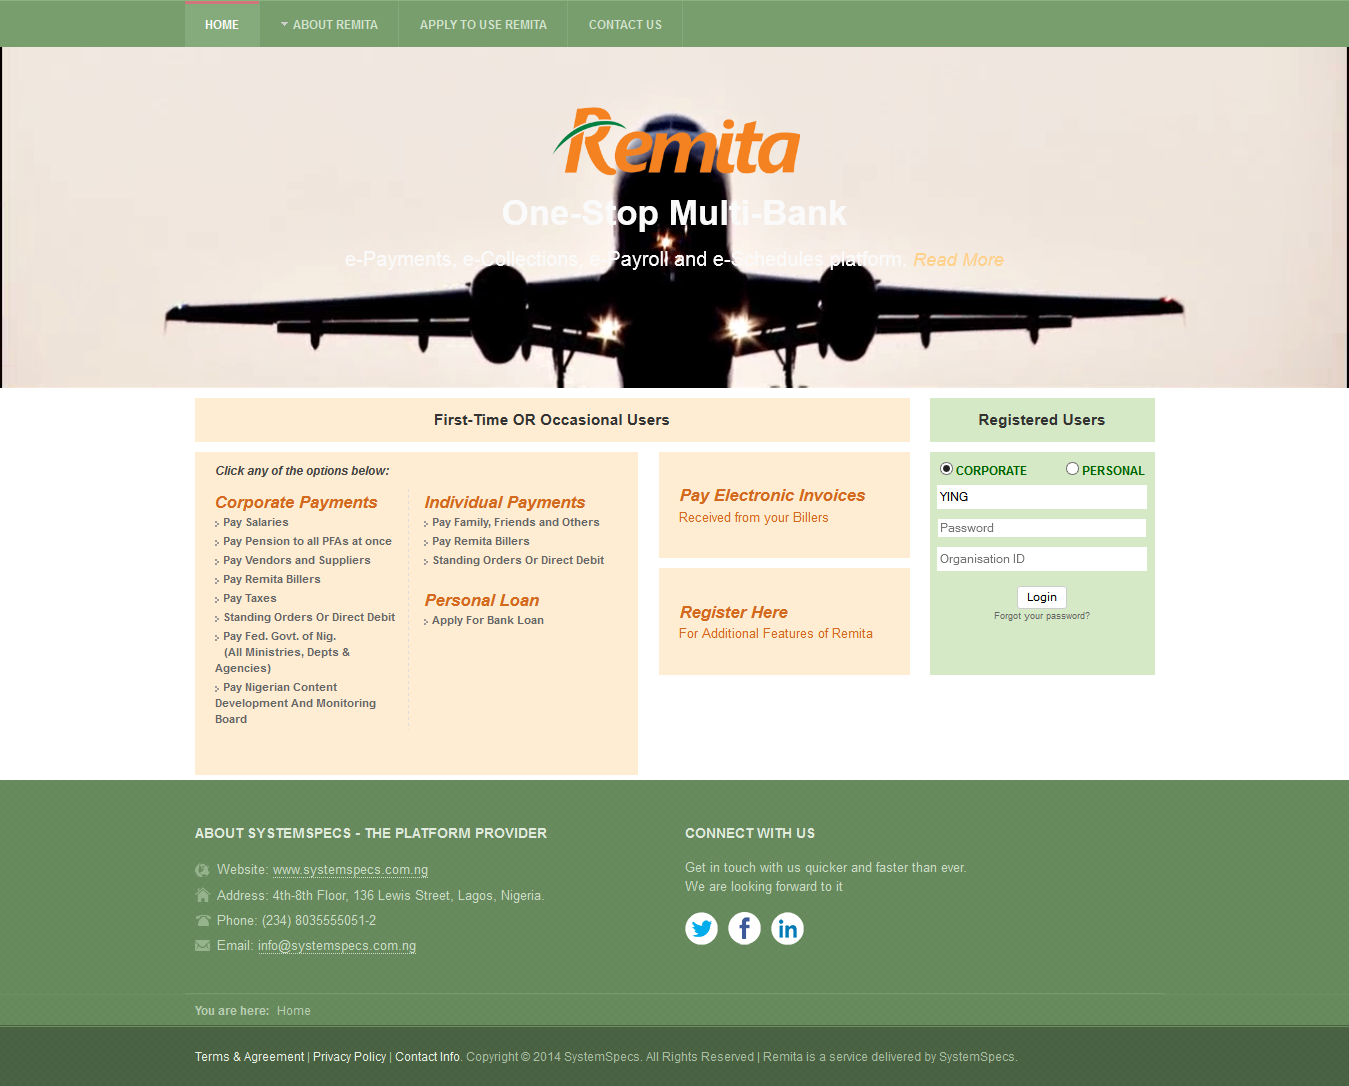 HOME
ABOUT REMITA
APPLY TO USE REMITA
CONTACT US
Remita
One-Stop Multi-Bank
e-Payments, e-Collections, e-Payroll and e-Schedules platform. Read More
First-Time OR Occasional Users
Registered Users
Click any of the options below:
Corporate Payments
Pay Salaries
Pay Pension to all PFAs at once
Pay Vendors and Suppliers
Pay Remita Billers
Pay Taxes
Standing Orders Or Direct Debit
Pay Fed. Govt. of Nig.
(All Ministries, Depts &
Agencies)
Pay Nigerian Content
Development And Monitoring
Board
Individual Payments
Pay Family, Friends and Others
Pay Remita Billers
Standing Orders Or Direct Debit
Personal Loan
Apply For Bank Loan
Pay Electronic Invoices
Received from your Billers
Register Here
For Additional Features of Remita
CORPORATE
PERSONAL
YING
Password
Organisation ID
Login
Forgot your password?
ABOUT SYSTEMSPECS - THE PLATFORM PROVIDER
Website: www.systemspecs.com.ng
Address: 4th-8th Floor, 136 Lewis Street, Lagos, Nigeria.
Phone: (234) 8035555051-2
Email: info@systemspecs.com.ng
CONNECT WITH US
Get in touch with us quicker and faster than ever.
We are looking forward to it
You are here: Home
Terms & Agreement | Privacy Policy | Contact Info. Copyright © 2014 SystemSpecs. All Rights Reserved | Remita is a service delivered by SystemSpecs.